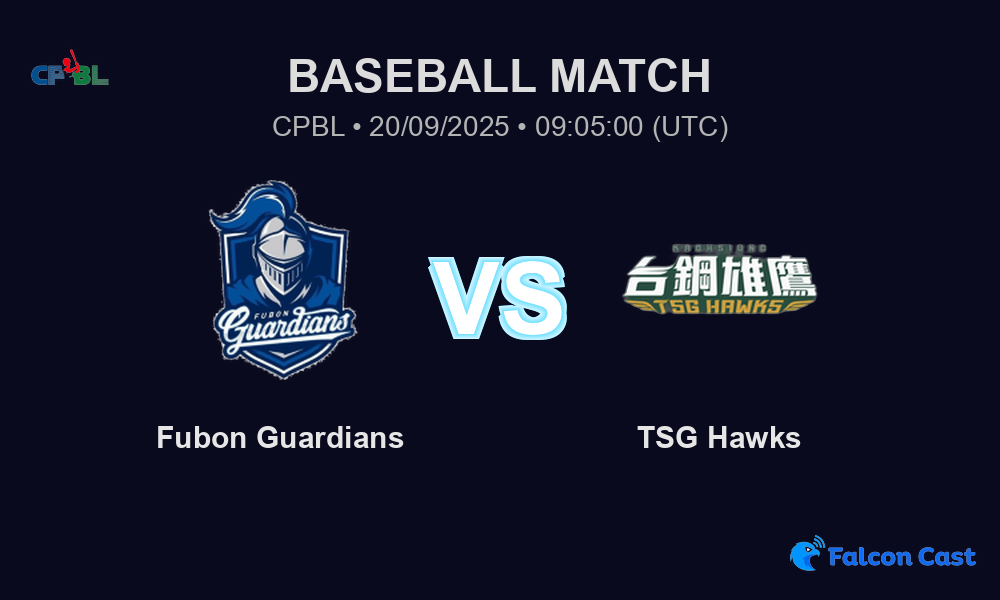 CPBL
BASEBALL MATCH
CPBL • 20/09/2025 • 09:05:00 (UTC)
FUBON
Guardians
VS
KAOHSIUNG
台鋼雄鷹
TSG HAWKS
Fubon Guardians
TSG Hawks
Falcon Cast